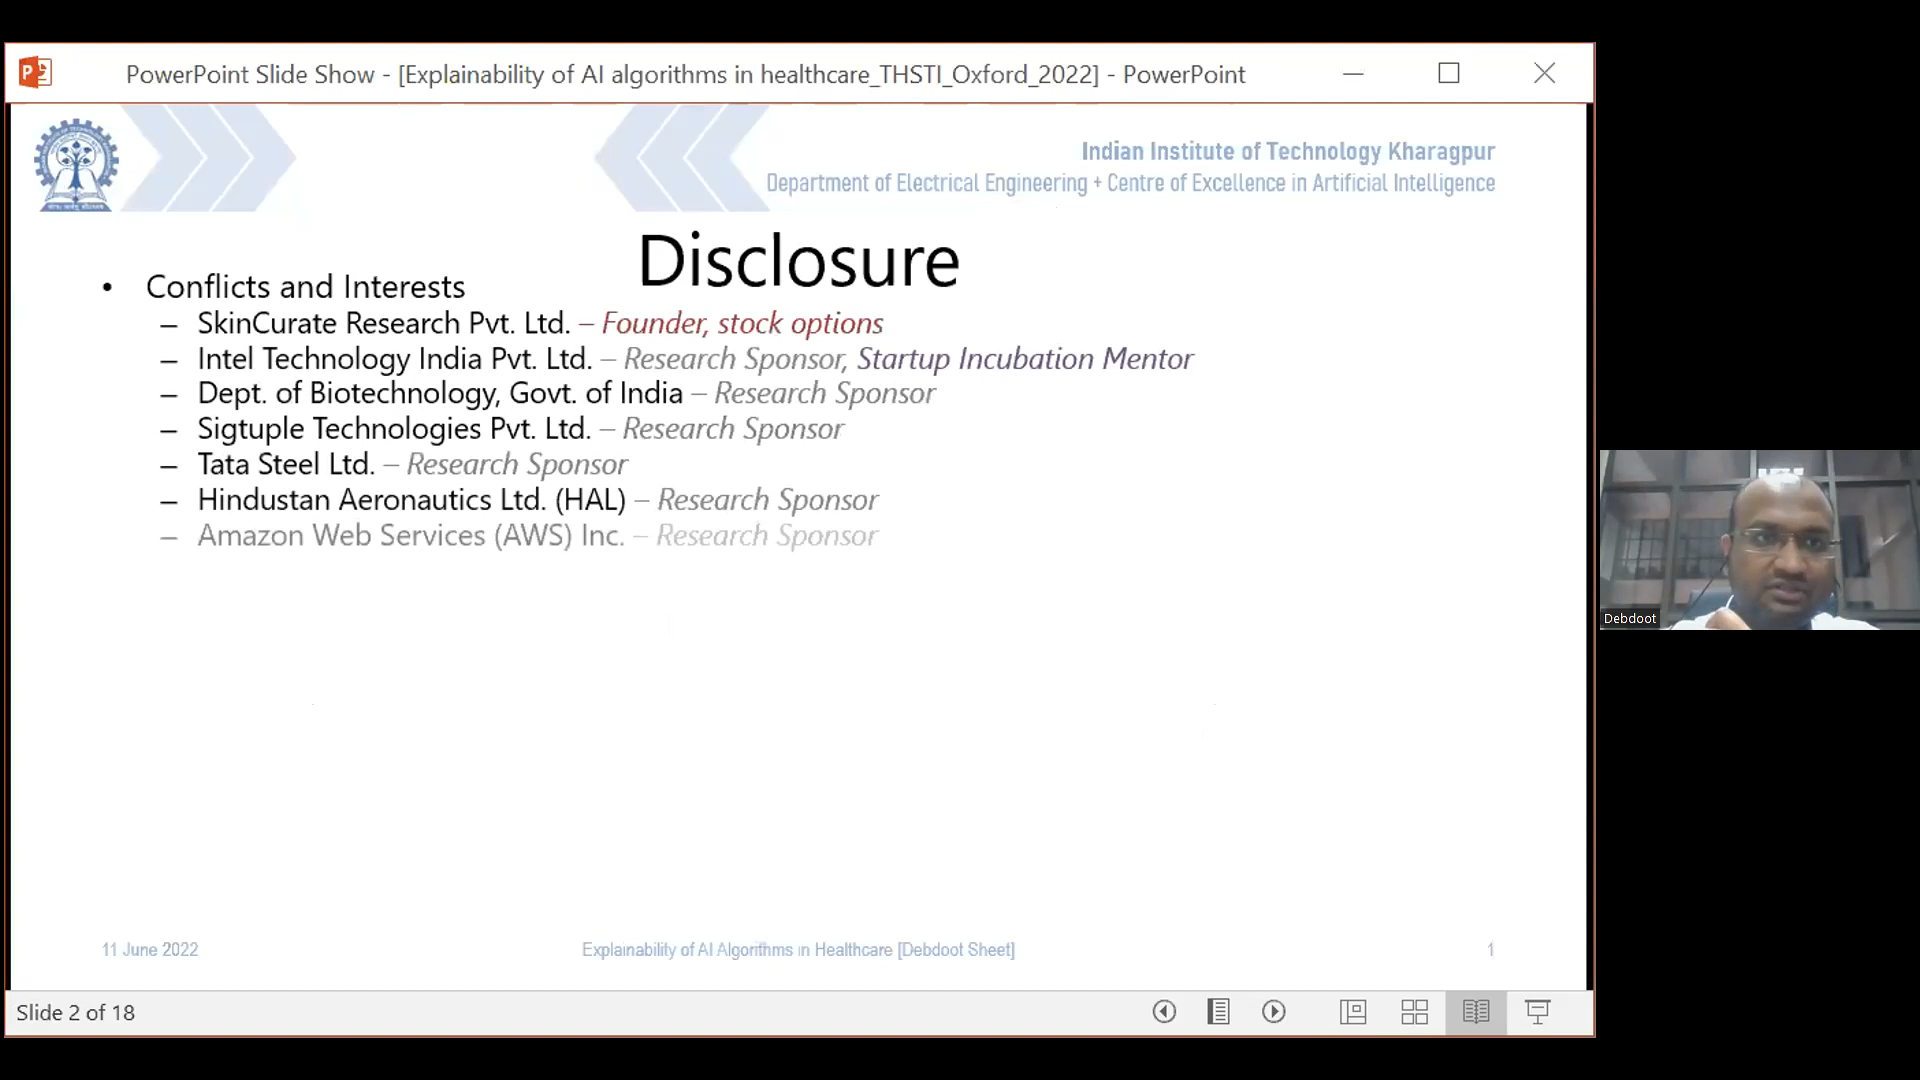 PowerPoint Slide Show - [Explainability of AI algorithms in healthcare_THSTI_Oxford_2022] - PowerPoint
Indian Institute of Technology Kharagpur
Department of Electrical Engineering + Centre of Excellence in Artificial Intelligence
Disclosure
• Conflicts and Interests
– SkinCurate Research Pvt. Ltd. – Founder, stock options
– Intel Technology India Pvt. Ltd. – Research Sponsor, Startup Incubation Mentor
– Dept. of Biotechnology, Govt. of India – Research Sponsor
– Sigtuple Technologies Pvt. Ltd. – Research Sponsor
– Tata Steel Ltd. – Research Sponsor
– Hindustan Aeronautics Ltd. (HAL) – Research Sponsor
– Amazon Web Services (AWS) Inc. – Research Sponsor
Debdoot
11 June 2022
Explainability of AI Algorithms in Healthcare [Debdoot Sheet]
1
Slide 2 of 18